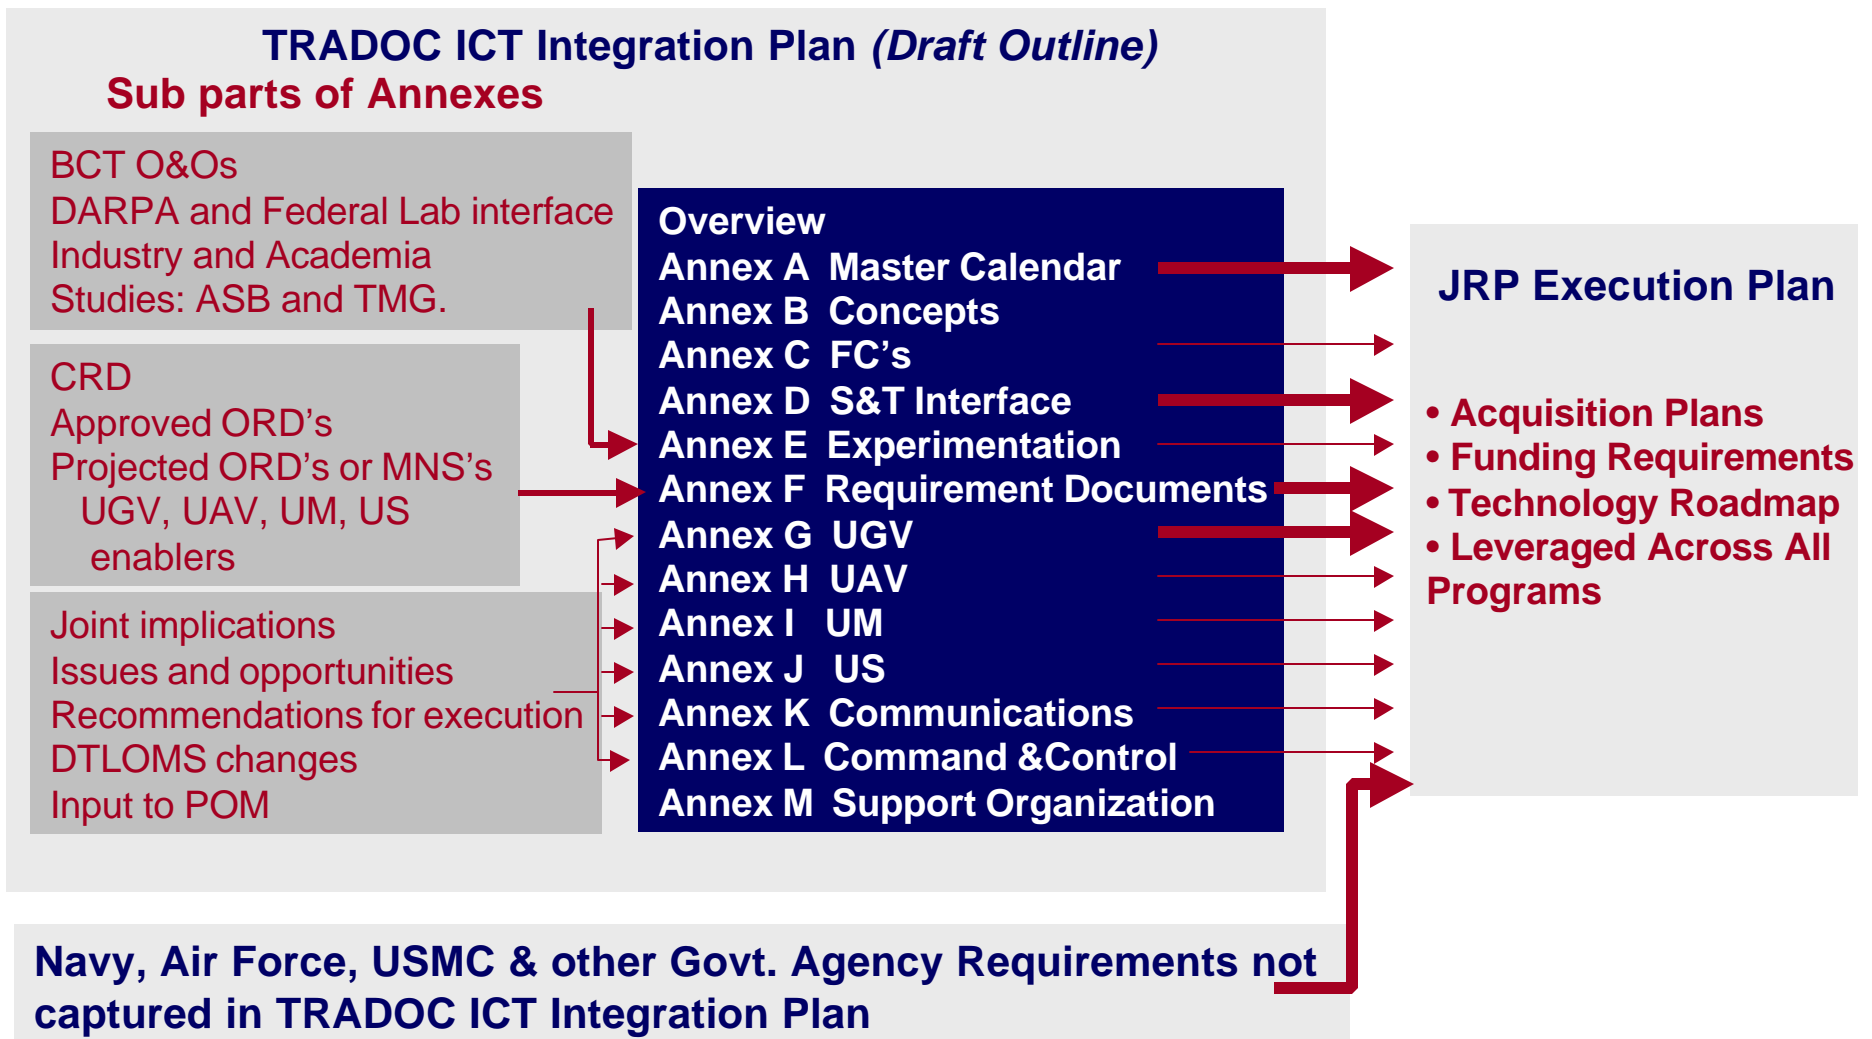 TRADOC ICT Integration Plan (Draft Outline)
Sub parts of Annexes
BCT O&Os
DARPA and Federal Lab interface
Industry and Academia
Studies: ASB and TMG.
CRD
Approved ORD's
Projected ORD's or MNS's
UGV, UAV, UM, US
enablers
Joint implications
Issues and opportunities
Recommendations for execution
DTLOMS changes
Input to POM
Overview
Annex A Master Calendar
Annex B Concepts
Annex C FC's
Annex D S&T Interface
Annex E Experimentation
Annex F Requirement Documents
Annex G UGV
Annex H UAV
Annex I UM
Annex J US
Annex K Communications
Annex L Command &Control
Annex M Support Organization
JRP Execution Plan
• Acquisition Plans
• Funding Requirements
• Technology Roadmap
• Leveraged Across All
Programs
Navy, Air Force, USMC & other Govt. Agency Requirements not
captured in TRADOC ICT Integration Plan